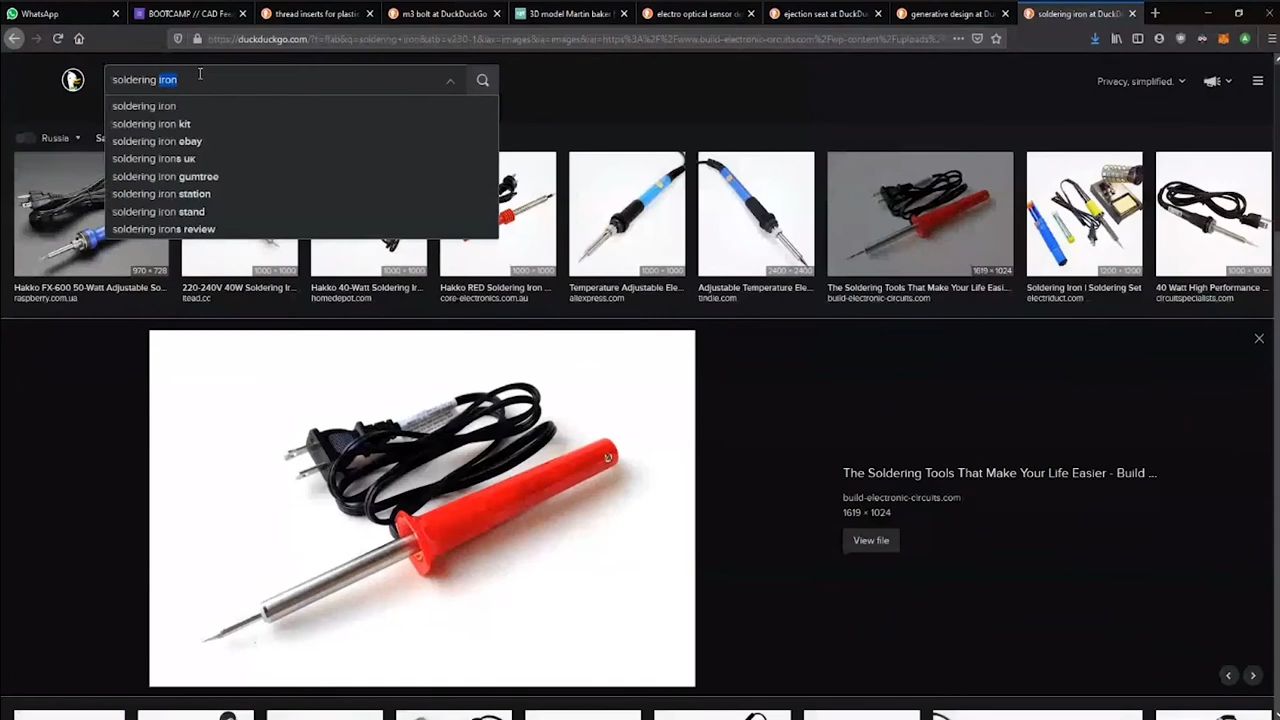 WhatsApp
BOOTCAMP // CAD Fee
thread inserts for plastic
m3 bolt at DuckDuckGo
3D model Martin baker
electro optical sensor d
ejection seat at DuckDu
generative design at Du
soldering iron at DuckD
soldering iron
Privacy, simplified.
soldering iron
soldering iron kit
soldering iron ebay
soldering irons uk
soldering iron gumtree
soldering iron station
soldering iron stand
soldering irons review
Russia
970 × 728
1000 × 1000
1000 × 1000
1000 × 1000
1000 × 1000
2400 × 2400
1619 × 1024
1200 × 1200
1000 × 1000
Hakko FX-600 50-Watt Adjustable So...
220-240V 40W Soldering Ir...
Hakko 40-Watt Soldering Ir...
Hakko RED Soldering Iron ...
Temperature Adjustable Ele...
Adjustable Temperature Ele...
The Soldering Tools That Make Your Life Easi...
Soldering Iron | Soldering Set
40 Watt High Performance ...
raspberry.com.ua
itead.cc
homedepot.com
core-electronics.com.au
aliexpress.com
tindie.com
build-electronic-circuits.com
electriduct.com
circuitspecialists.com
The Soldering Tools That Make Your Life Easier - Build ...
build-electronic-circuits.com
1619 × 1024
View file